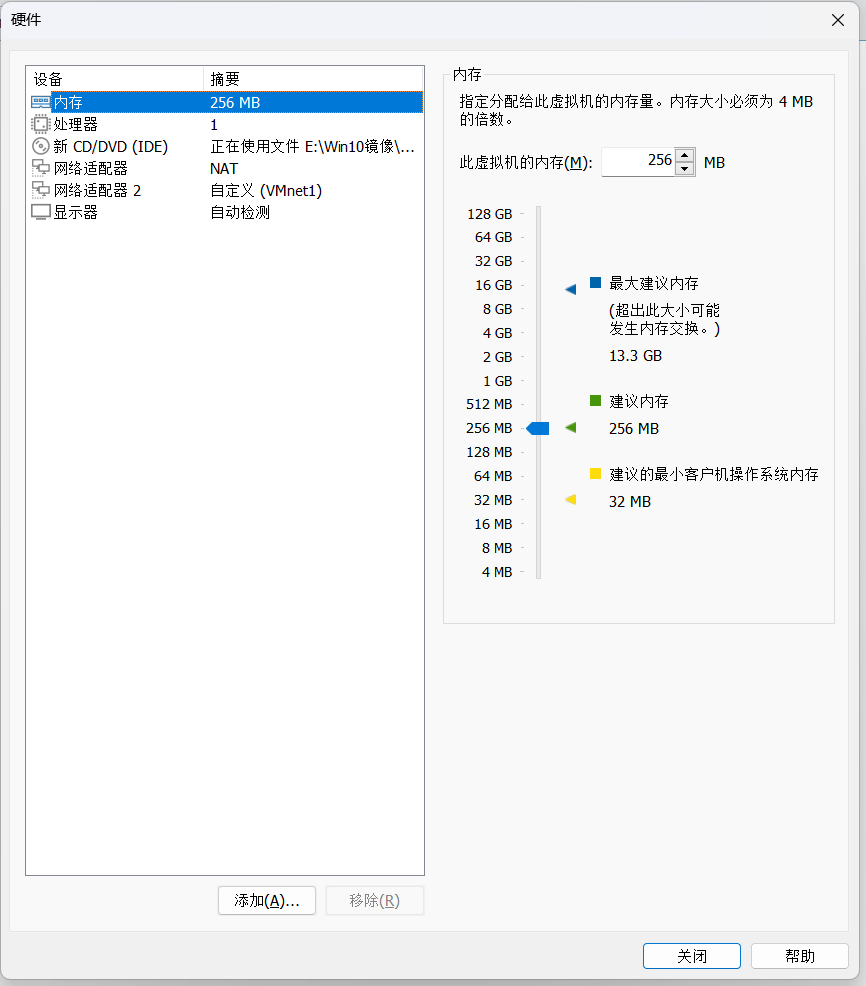 硬件
设备 摘要
内存 256 MB
处理器 1
新 CD/DVD (IDE) 正在使用文件 E:\Win10镜像\...
网络适配器 NAT
网络适配器 2 自定义 (VMnet1)
显示器 自动检测
添加(A)...
移除(R)
内存
指定分配给此虚拟机的内存量。内存大小必须为 4 MB
的倍数。
此虚拟机的内存(M): 256 MB
128 GB
64 GB
32 GB
16 GB
8 GB
4 GB
2 GB
1 GB
512 MB
256 MB
128 MB
64 MB
32 MB
16 MB
8 MB
4 MB
最大建议内存
(超出此大小可能
发生内存交换。)
13.3 GB
建议内存
256 MB
建议的最小客户机操作系统内存
32 MB
关闭
帮助